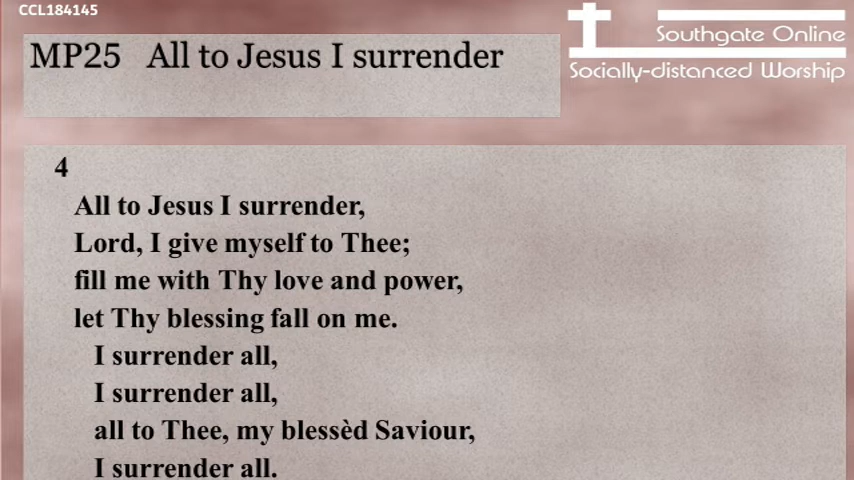 CCL184145
MP25 All to Jesus I surrender
Southgate Online
Socially-distanced Worship
4
All to Jesus I surrender,
Lord, I give myself to Thee;
fill me with Thy love and power,
let Thy blessing fall on me.
I surrender all,
I surrender all,
all to Thee, my blessèd Saviour,
I surrender all.